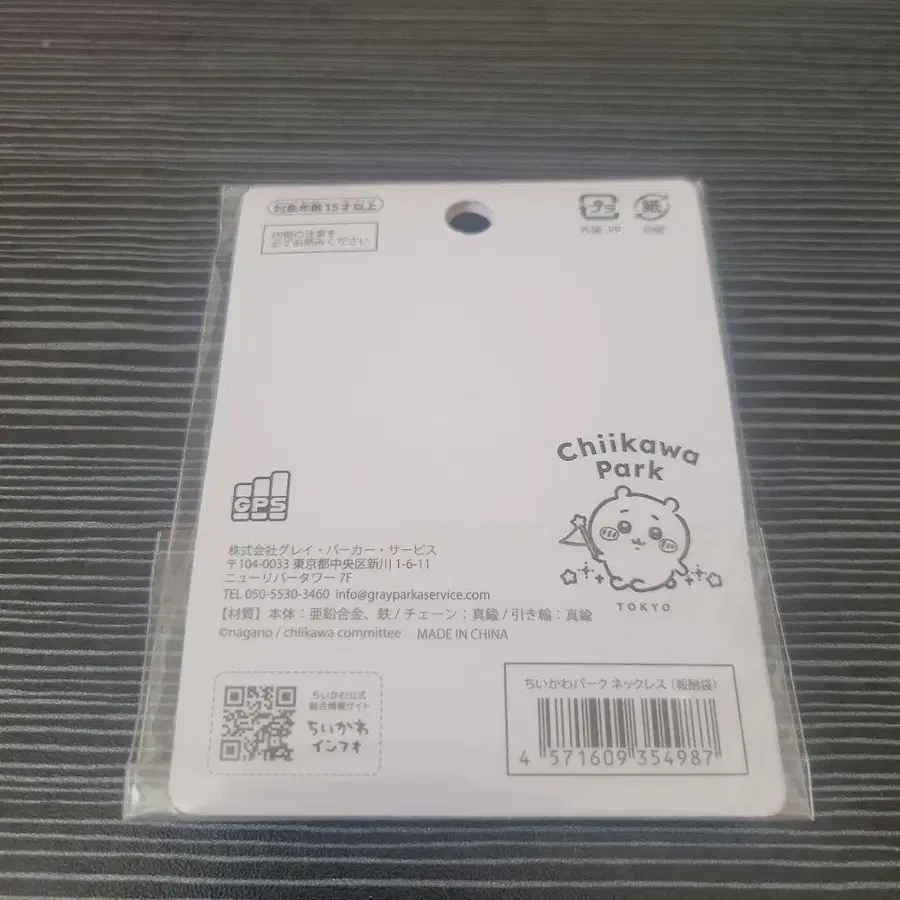 対象年齢15才以上
内側の注意を
必ずお読みください
プラ
外袋:PP
紙
台紙
Chiikawa
Park
TOKYO
GPS
株式会社グレイ・パーカー・サービス
〒104-0033 東京都中央区新川 1-6-11
ニューリバータワー 7F
TEL 050-5530-3460 info@grayparkaservice.com
【材質】本体：亜鉛合金、鉄 / チェーン：真鍮 / 引き輪：真鍮
©nagano / chiikawa committee MADE IN CHINA
ちいかわ公式
総合情報サイト
ちいかわ
インフォ
ちいかわパーク ネックレス（報酬袋）
4 571609 354987